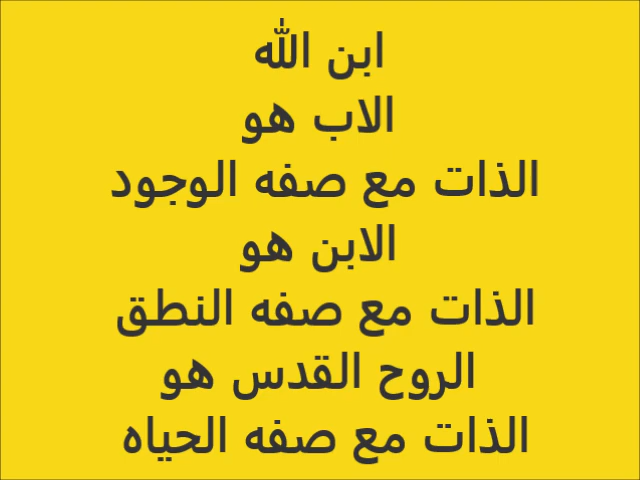 ابن الله
الاب هو
الذات مع صفه الوجود
الابن هو
الذات مع صفه النطق
الروح القدس هو
الذات مع صفه الحياه